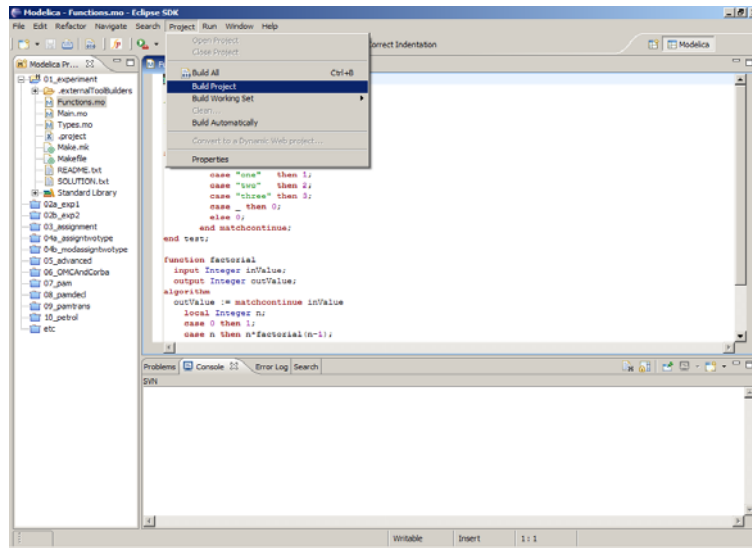 Modelica - Functions.mo - Eclipse SDK
File Edit Refactor Navigate Search Project Run Window Help
Correct Indentation
Modelica
Modelica Pr...
Open Project
Close Project
Build All Ctrl+B
Build Project
Build Working Set
Clean...
Build Automatically
Convert to a Dynamic Web project...
Properties
01_experiment
.externalToolBuilders
Functions.mo
Main.mo
Types.mo
.project
Make.mk
Makefile
README.txt
SOLUTION.txt
Standard Library
02a_exp1
02b_exp2
03_assignment
04a_assigntwotype
04b_modassigntwotype
05_advanced
06_OMCAndCorba
07_pam
08_pamdecl
09_pamtrans
10_petrol
etc
case "one" then 1;
case "two" then 2;
case "three" then 3;
case _ then 0;
else 0;
end matchcontinue;
end test;
function factorial
input Integer inValue;
output Integer outValue;
algorithm
outValue := matchcontinue inValue
local Integer n;
case 0 then 1;
case n then n*factorial(n-1);
Problems Console Error Log Search
SVN
Writable Insert 1 : 1